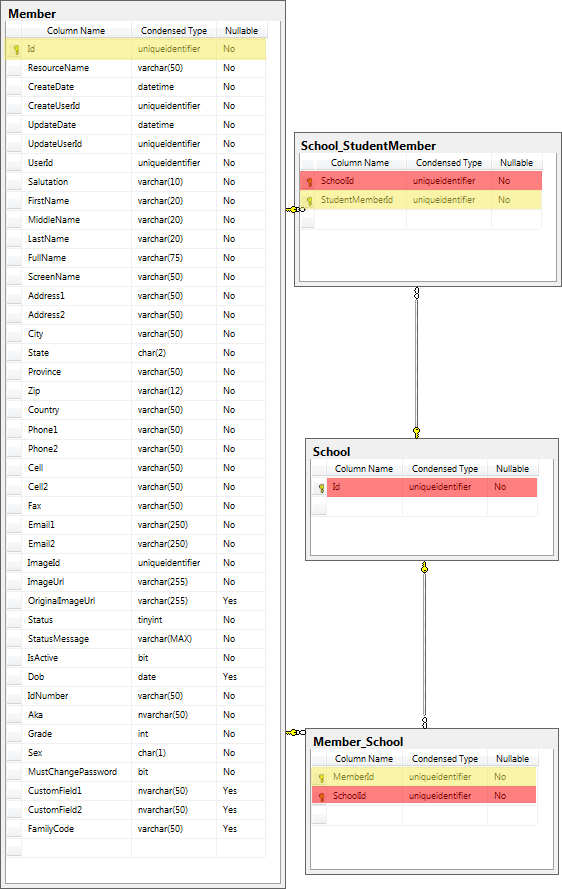 Member
Column Name Condensed Type Nullable
Id uniqueidentifier No
ResourceName varchar(50) No
CreateDate datetime No
CreateUserId uniqueidentifier No
UpdateDate datetime No
UpdateUserId uniqueidentifier No
UserId uniqueidentifier No
Salutation varchar(10) No
FirstName varchar(20) No
MiddleName varchar(20) No
LastName varchar(20) No
FullName varchar(75) No
ScreenName varchar(50) No
Address1 varchar(50) No
Address2 varchar(50) No
City varchar(50) No
State char(2) No
Province varchar(50) No
Zip varchar(12) No
Country varchar(50) No
Phone1 varchar(50) No
Phone2 varchar(50) No
Cell varchar(50) No
Cell2 varchar(50) No
Fax varchar(50) No
Email1 varchar(250) No
Email2 varchar(250) No
ImageId uniqueidentifier No
ImageUrl varchar(255) No
OriginalImageUrl varchar(255) Yes
Status tinyint No
StatusMessage varchar(MAX) No
IsActive bit No
Dob date Yes
IdNumber varchar(50) No
Aka nvarchar(50) No
Grade int No
Sex char(1) No
MustChangePassword bit No
CustomField1 nvarchar(50) Yes
CustomField2 nvarchar(50) Yes
FamilyCode varchar(50) Yes
School_StudentMember
Column Name Condensed Type Nullable
SchoolId uniqueidentifier No
StudentMemberId uniqueidentifier No
School
Column Name Condensed Type Nullable
Id uniqueidentifier No
Member_School
Column Name Condensed Type Nullable
MemberId uniqueidentifier No
SchoolId uniqueidentifier No